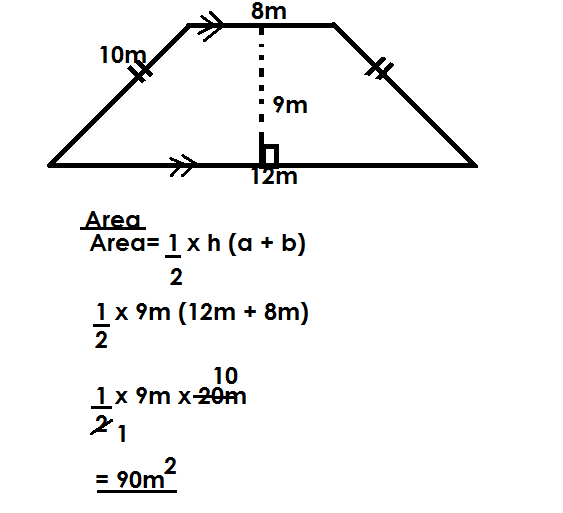 8m
10m
9m
12m
Area
Area= 1/2 x h (a + b)
1/2 x 9m (12m + 8m)
10
1/2 x 9m x 20m
1
= 90m²